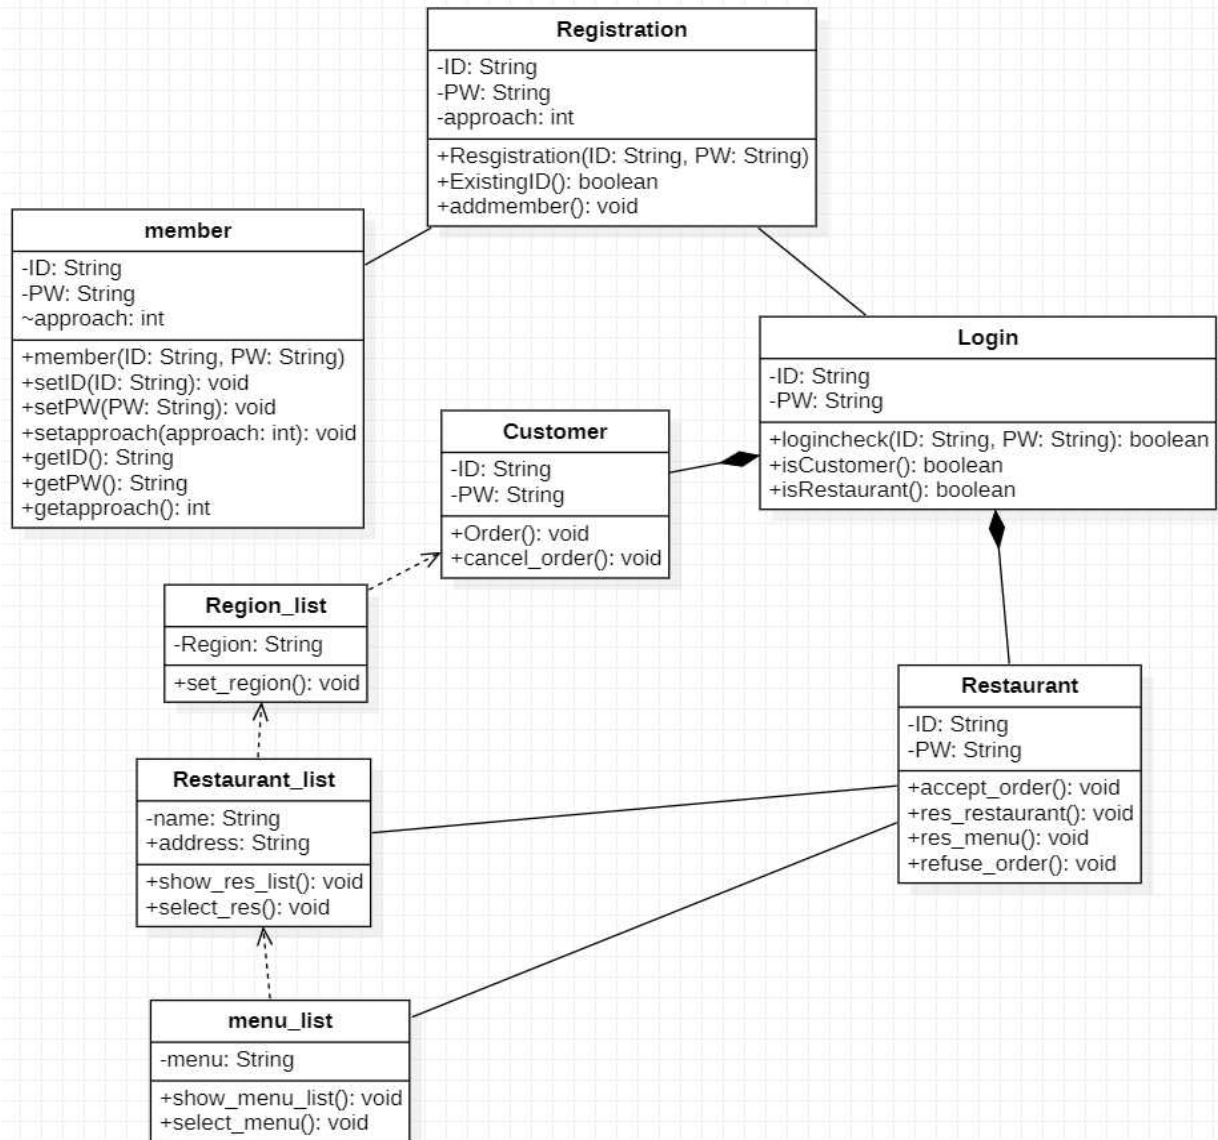 Registration
-ID: String
-PW: String
-approach: int
+Resgistration(ID: String, PW: String)
+ExistingID(): boolean
+addmember(): void
member
-ID: String
-PW: String
~approach: int
+member(ID: String, PW: String)
+setID(ID: String): void
+setPW(PW: String): void
+setapproach(approach: int): void
+getID(): String
+getPW(): String
+getapproach(): int
Login
-ID: String
-PW: String
+logincheck(ID: String, PW: String): boolean
+isCustomer(): boolean
+isRestaurant(): boolean
Customer
-ID: String
-PW: String
+Order(): void
+cancel_order(): void
Region_list
-Region: String
+set_region(): void
Restaurant
-ID: String
-PW: String
+accept_order(): void
+res_restaurant(): void
+res_menu(): void
+refuse_order(): void
Restaurant_list
-name: String
+address: String
+show_res_list(): void
+select_res(): void
menu_list
-menu: String
+show_menu_list(): void
+select_menu(): void